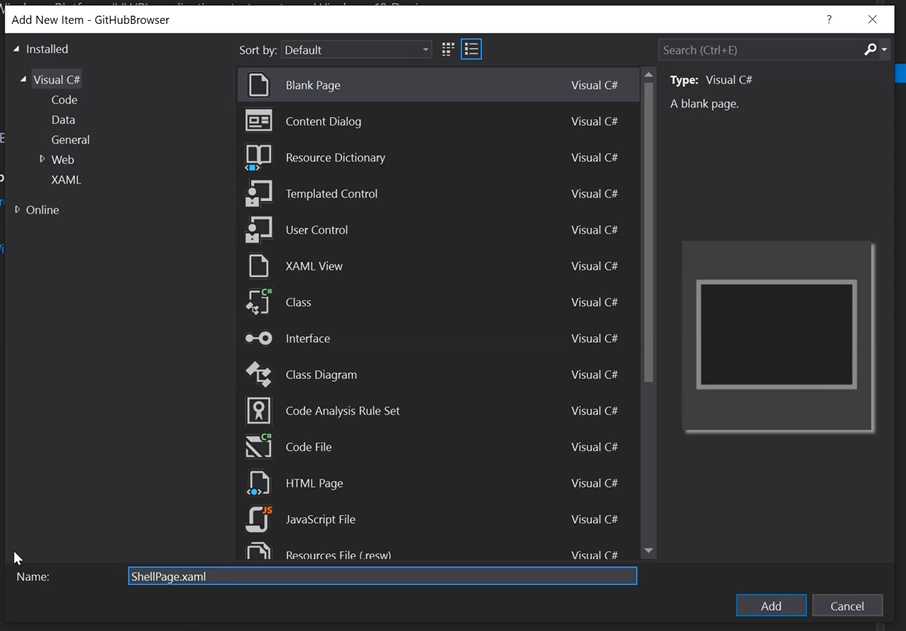 Add New Item - GitHubBrowser
?
Installed
Sort by: Default
Search (Ctrl+E)
Visual C#
Code
Data
General
Web
XAML
Online
Blank Page Visual C#
Content Dialog Visual C#
Resource Dictionary Visual C#
Templated Control Visual C#
User Control Visual C#
XAML View Visual C#
Class Visual C#
Interface Visual C#
Class Diagram Visual C#
Code Analysis Rule Set Visual C#
Code File Visual C#
HTML Page Visual C#
JavaScript File Visual C#
Resources File (.resw) Visual C#
Type: Visual C#
A blank page.
Name: ShellPage.xaml
Add Cancel